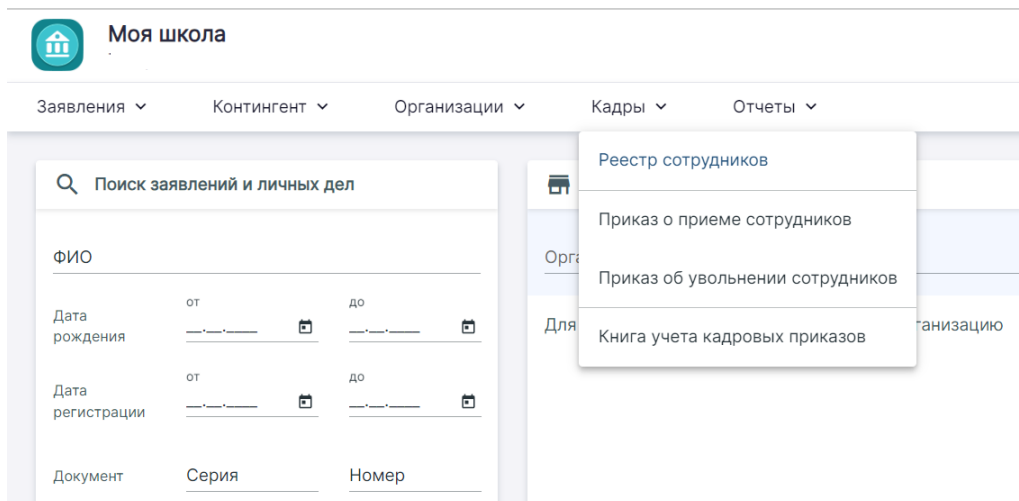 Моя школа
Заявления Контингент Организации Кадры Отчеты
Поиск заявлений и личных дел
ФИО
Дата рождения
от __.__.____
до __.__.____
Дата регистрации
от __.__.____
до __.__.____
Документ Серия Номер
Реестр сотрудников
Приказ о приеме сотрудников
Приказ об увольнении сотрудников
Книга учета кадровых приказов
Для